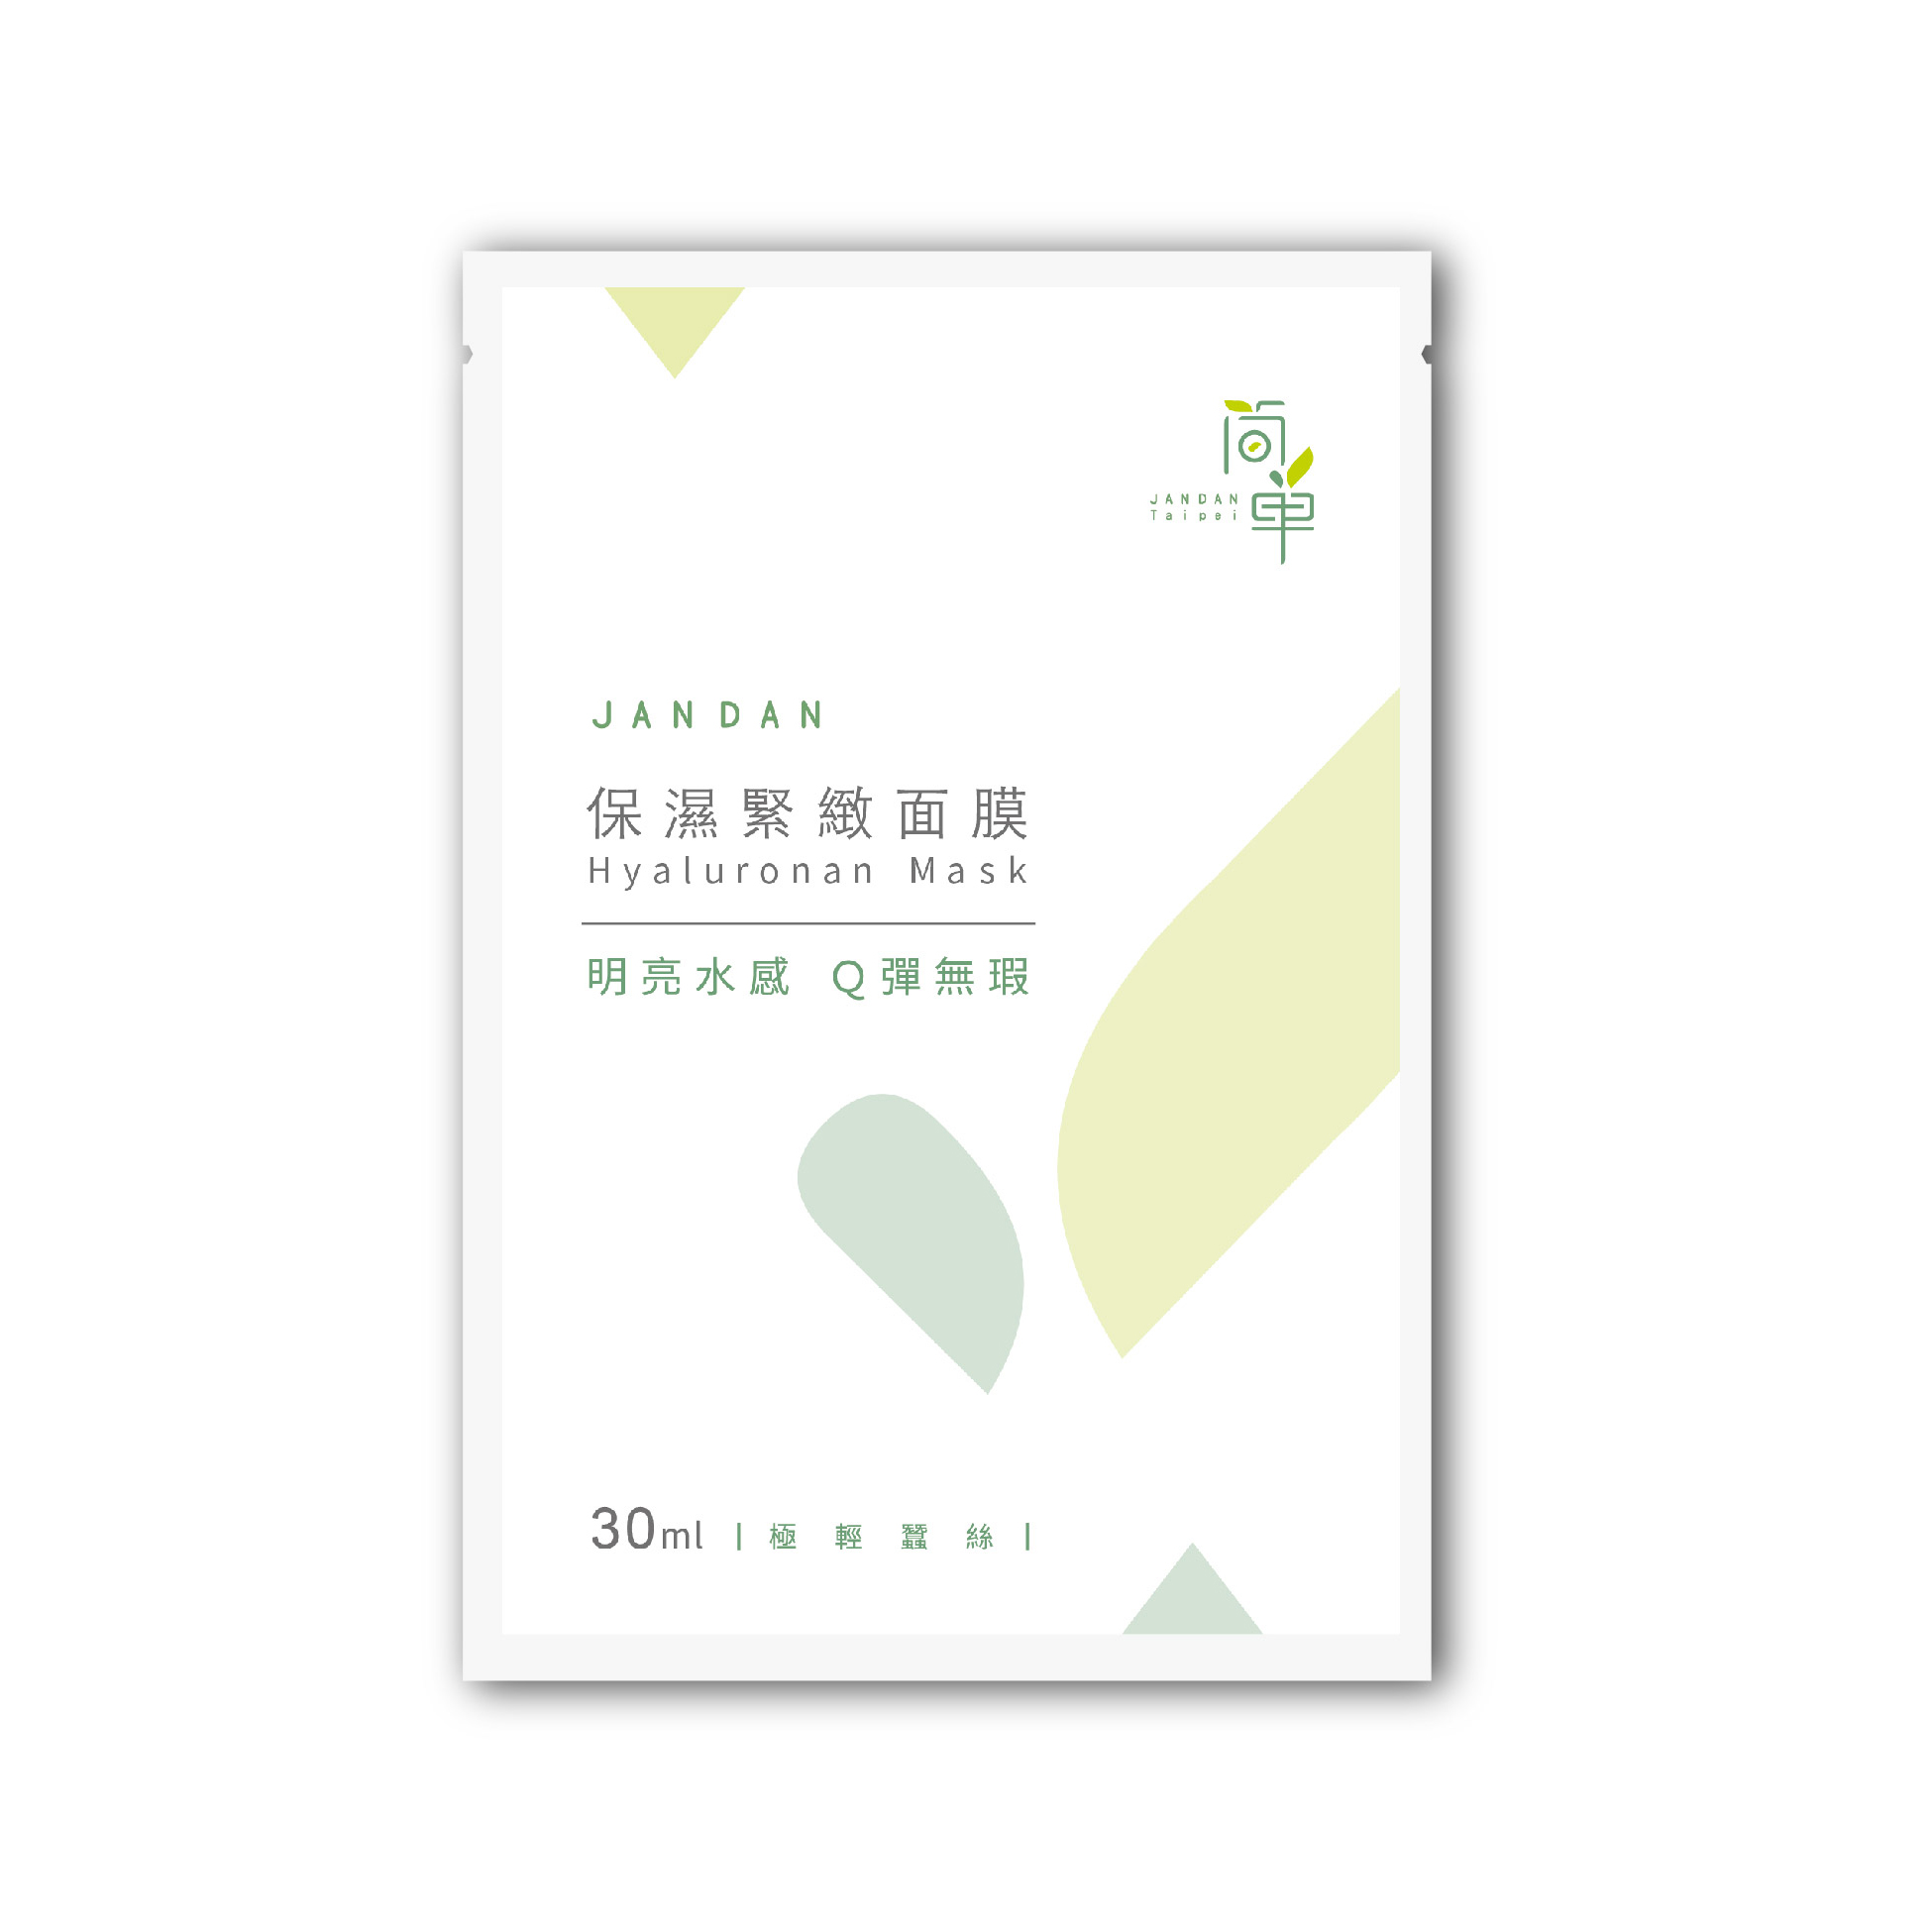 简單
JANDAN
Taipei
JANDAN
保濕緊緻面膜
Hyaluronan Mask
明亮水感 Q彈無瑕
30ml | 極輕蠶絲 |